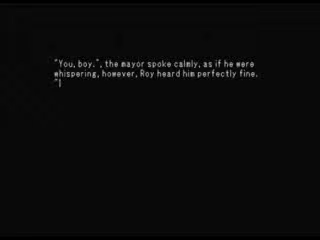 "You, boy.", the mayor spoke calmly, as if he were
whispering, however, Roy heard him perfectly fine.
"